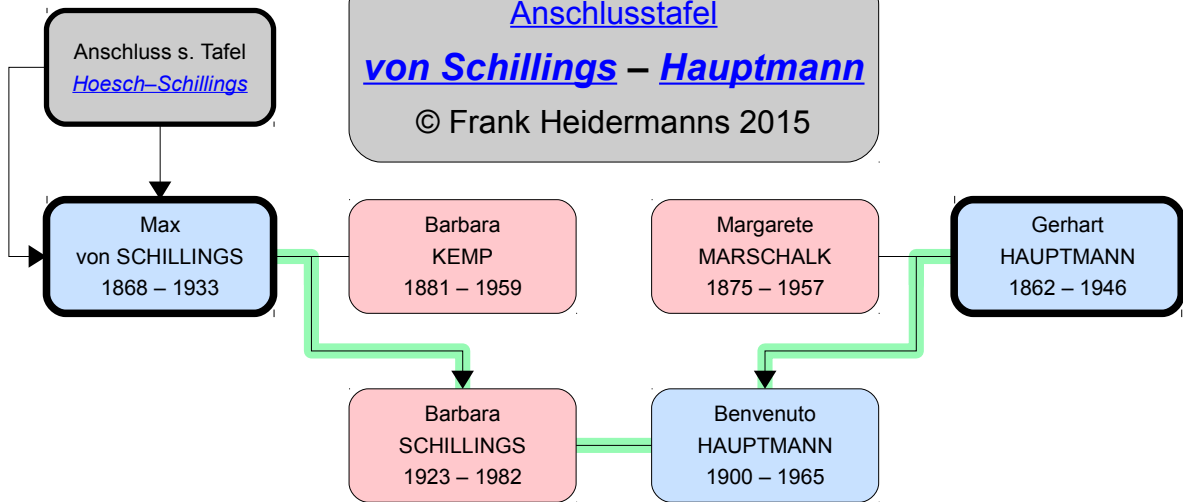 Anschlusstafel
von Schillings – Hauptmann
© Frank Heidermanns 2015
Anschluss s. Tafel
Hoesch–Schillings
Max
von SCHILLINGS
1868 – 1933
Barbara
KEMP
1881 – 1959
Margarete
MARSCHALK
1875 – 1957
Gerhart
HAUPTMANN
1862 – 1946
Barbara
SCHILLINGS
1923 – 1982
Benvenuto
HAUPTMANN
1900 – 1965